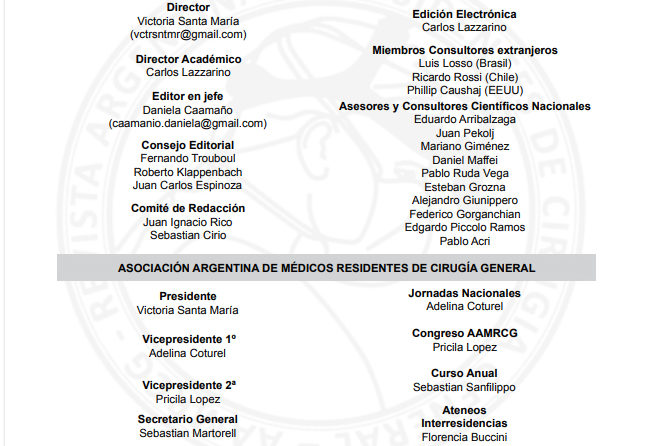 Director
Victoria Santa María
(vctrsntmr@gmail.com)
Director Académico
Carlos Lazzarino
Editor en jefe
Daniela Caamaño
(caamanio.daniela@gmail.com)
Consejo Editorial
Fernando Trouboul
Roberto Klappenbach
Juan Carlos Espinoza
Comité de Redacción
Juan Ignacio Rico
Sebastian Cirio
Edición Electrónica
Carlos Lazzarino
Miembros Consultores extranjeros
Luis Losso (Brasil)
Ricardo Rossi (Chile)
Phillip Caushaj (EEUU)
Asesores y Consultores Científicos Nacionales
Eduardo Arribalzaga
Juan Pekolj
Mariano Giménez
Daniel Maffei
Pablo Ruda Vega
Esteban Grozna
Alejandro Giunippero
Federico Gorganchian
Edgardo Piccolo Ramos
Pablo Acri
ASOCIACIÓN ARGENTINA DE MÉDICOS RESIDENTES DE CIRUGÍA GENERAL
Presidente
Victoria Santa María
Vicepresidente 1º
Adelina Coturel
Vicepresidente 2ª
Pricila Lopez
Secretario General
Sebastian Martorell
Jornadas Nacionales
Adelina Coturel
Congreso AAMRCG
Pricila Lopez
Curso Anual
Sebastian Sanfilippo
Ateneos
Interresidencias
Florencia Buccini